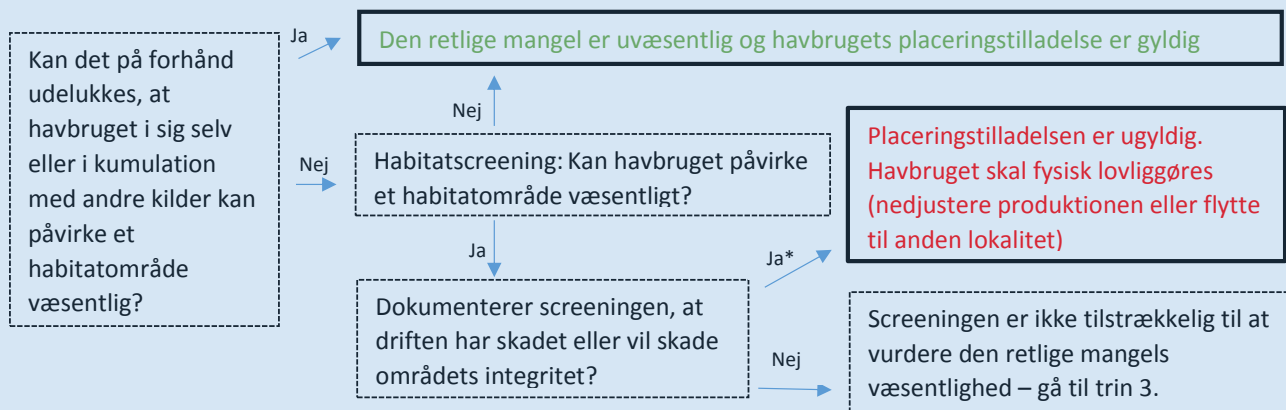 Kan det på forhånd
udelukkes, at
havbruget i sig selv
eller i kumulation
med andre kilder kan
påvirke et
habitatområde
væsentlig?
Ja
Den retlige mangel er uvæsentlig og havbrugets placeringstilladelse er gyldig
Nej
Nej
Habitatscreening: Kan havbruget påvirke
et habitatområde væsentligt?
Ja
Dokumenterer screeningen, at
driften har skadet eller vil skade
områdets integritet?
Ja*
Placeringstilladelsen er ugyldig.
Havbruget skal fysisk lovliggøres
(nedjustere produktionen eller flytte
til anden lokalitet)
Nej
Screeningen er ikke tilstrækkelig til at
vurdere den retlige mangels
væsentlighed – gå til trin 3.